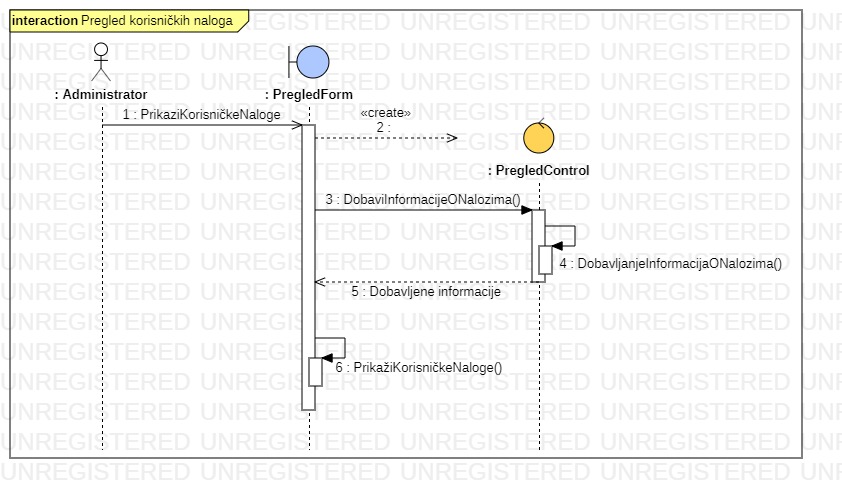 interaction Pregled korisničkih naloga
: Administrator
: PregledForm
1 : PrikaziKorisničkeNaloge
«create»
2 :
: PregledControl
3 : DobaviInformacijeONalozima()
4 : DobavljanjeInformacijaONalozima()
5 : Dobavljene informacije
6 : PrikažiKorisničkeNaloge()
UNREGISTERED UNREGISTERED UNREGISTERED UNREGISTERED UNR